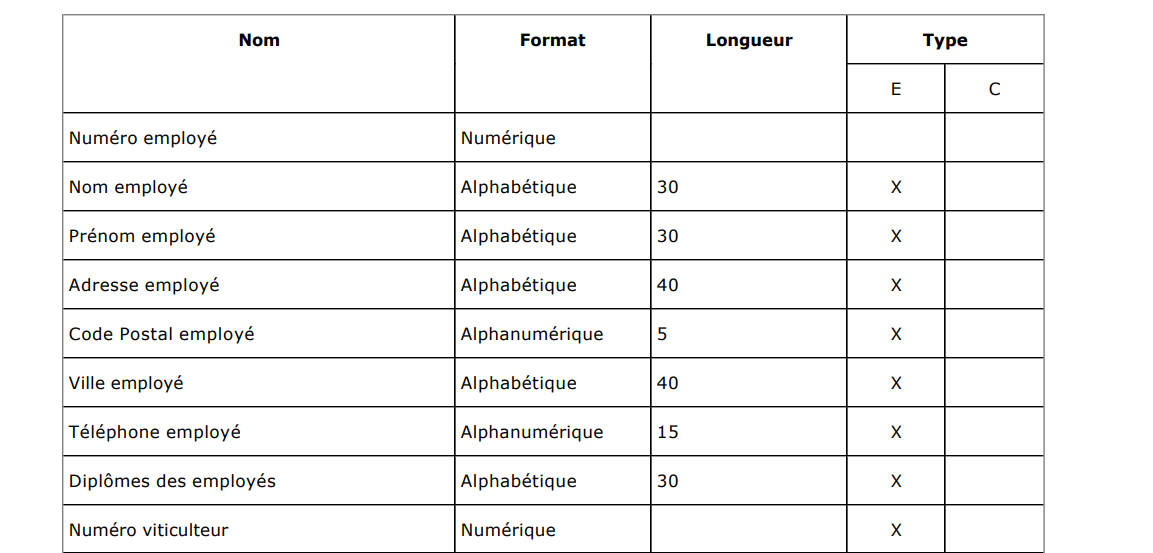 Nom Format Longueur Type
E C
Numéro employé Numérique
Nom employé Alphabétique 30 X
Prénom employé Alphabétique 30 X
Adresse employé Alphabétique 40 X
Code Postal employé Alphanumérique 5 X
Ville employé Alphabétique 40 X
Téléphone employé Alphanumérique 15 X
Diplômes des employés Alphabétique 30 X
Numéro viticulteur Numérique X